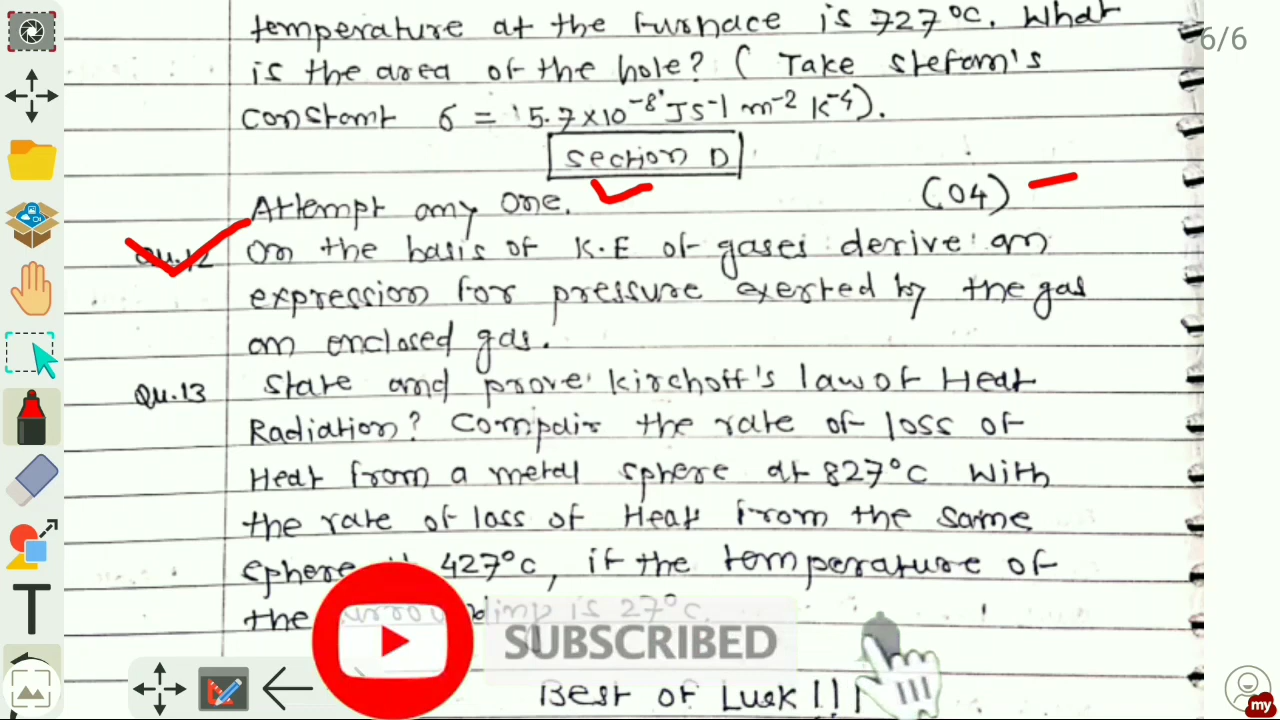 temperature at the furnace is 727°C. What
6/6
is the area of the hole? ( Take stefan's
constant σ = 5.7×10⁻⁸ JS⁻¹ m⁻² K⁻⁴).
Section D
Attempt any one. (04)
Qu.12 on the basis of K.E of gases derive an
expression for pressure exerted by the gas
on enclosed gas.
Qu.13 State and prove kirchoff's law of Heat
Radiation? Compair the rate of loss of
Heat from a metal sphere at 827°C With
the rate of loss of Heat from the same
sphere 427°C, if the temperature of
the is 27°C.
SUBSCRIBED
Best of Luck !!!
T
my